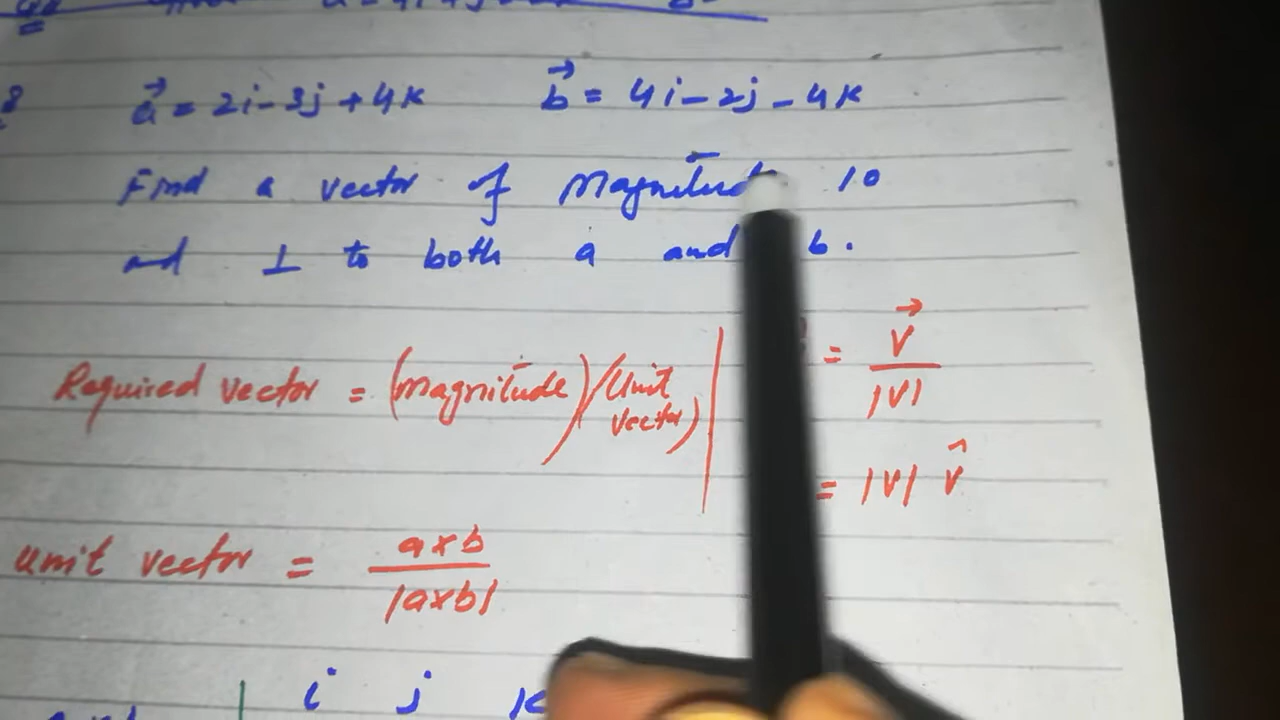 8 a⃗ = 2i - 3j + 4k b⃗ = 4i - 2j - 4k
Find a vector of Magnitude 10
and ⊥ to both a and b.
Required vector = (Magnitude)(Unit vector) = v⃗ / |v|
= |v| v̂
Unit vector = a×b / |a×b|
i j k